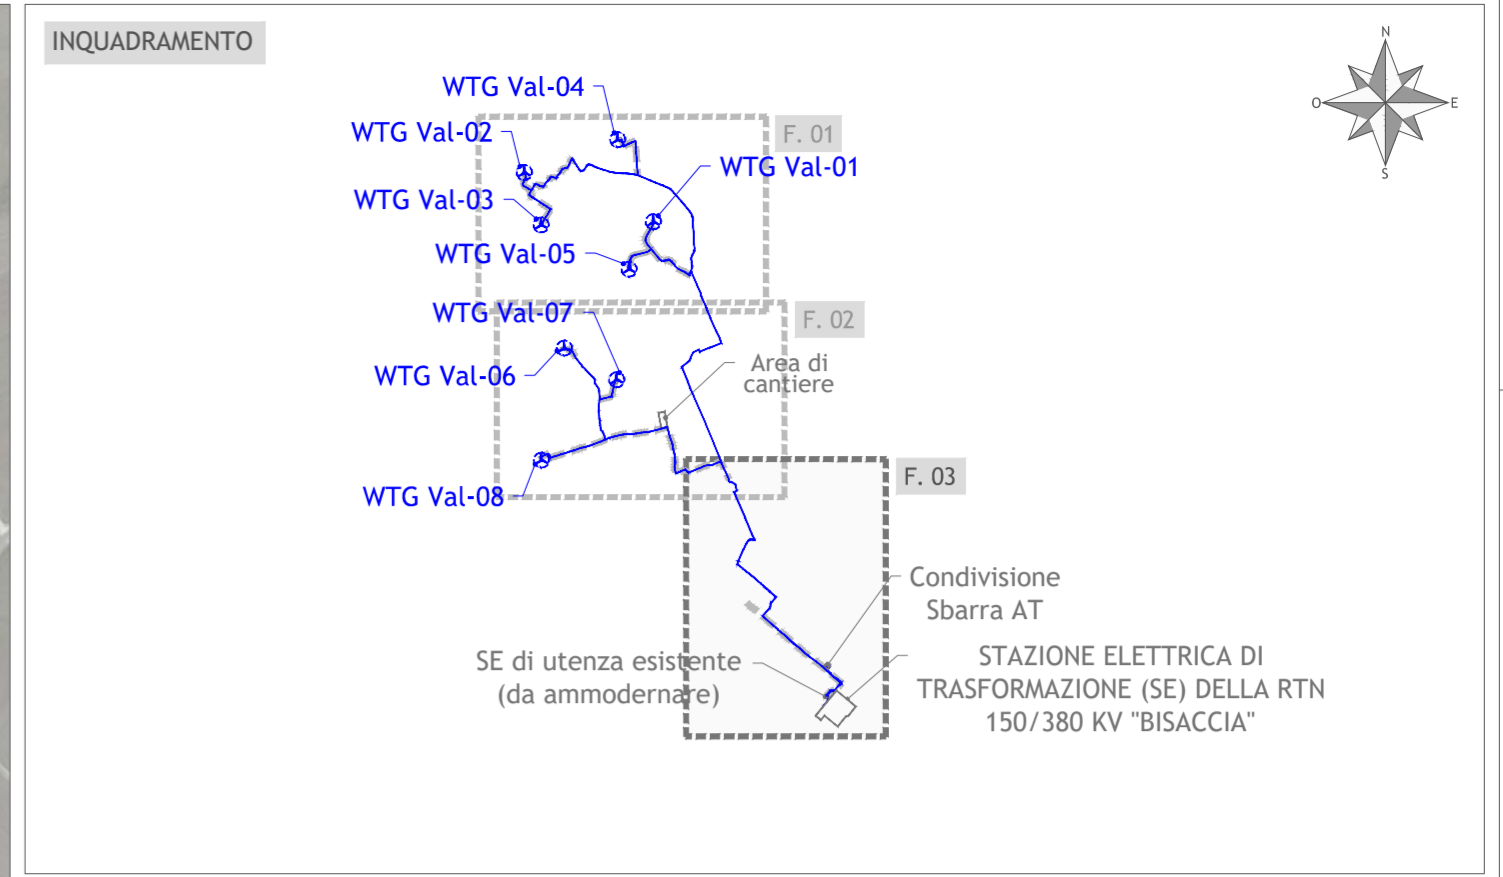 INQUADRAMENTO
N
O
E
S
WTG Val-04
WTG Val-02
F. 01
WTG Val-01
WTG Val-03
WTG Val-05
WTG Val-07
F. 02
WTG Val-06
Area di
cantiere
WTG Val-08
F. 03
Condivisione
Sbarra AT
SE di utenza esistente
(da ammodernare)
STAZIONE ELETTRICA DI
TRASFORMAZIONE (SE) DELLA RTN
150/380 KV "BISACCIA"